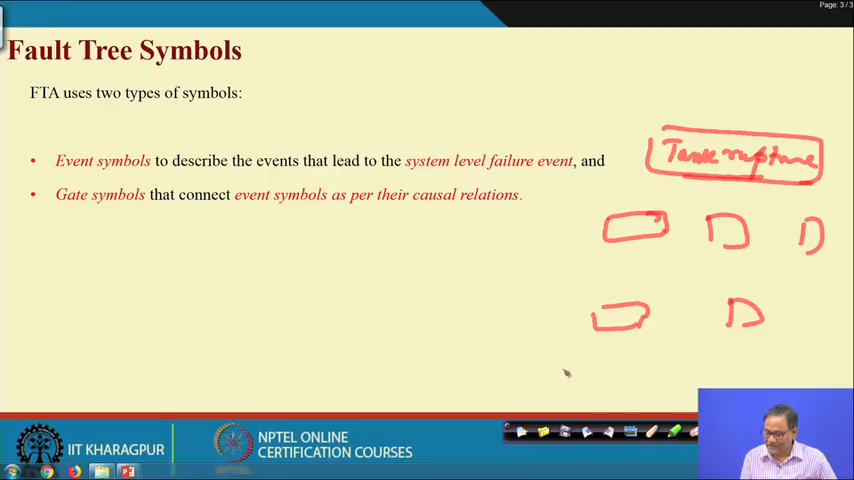 Page: 3 / 3
Fault Tree Symbols
FTA uses two types of symbols:
• Event symbols to describe the events that lead to the system level failure event, and
• Gate symbols that connect event symbols as per their causal relations.
Tank rupture
IIT KHARAGPUR
NPTEL ONLINE
CERTIFICATION COURSES